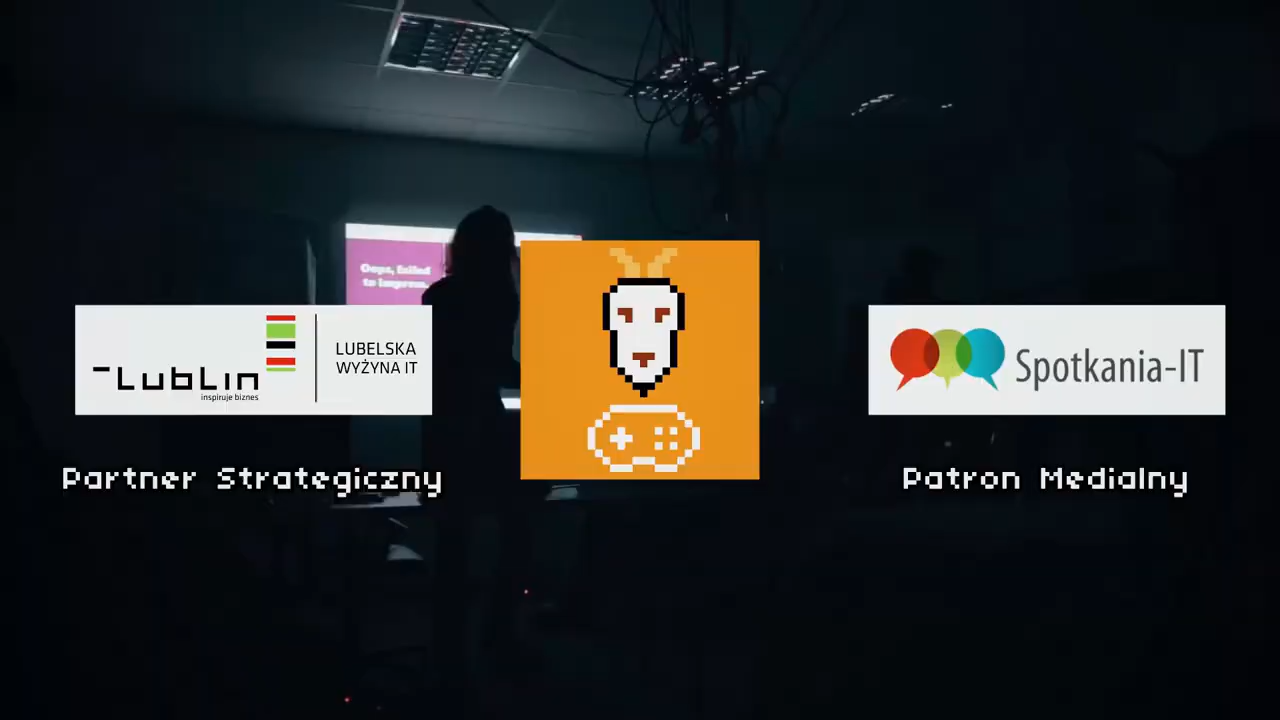 Oops, failed
to impress.
Lublin
inspiruje biznes
LUBELSKA
WYŻYNA IT
Spotkania-IT
Partner Strategiczny
Patron Medialny